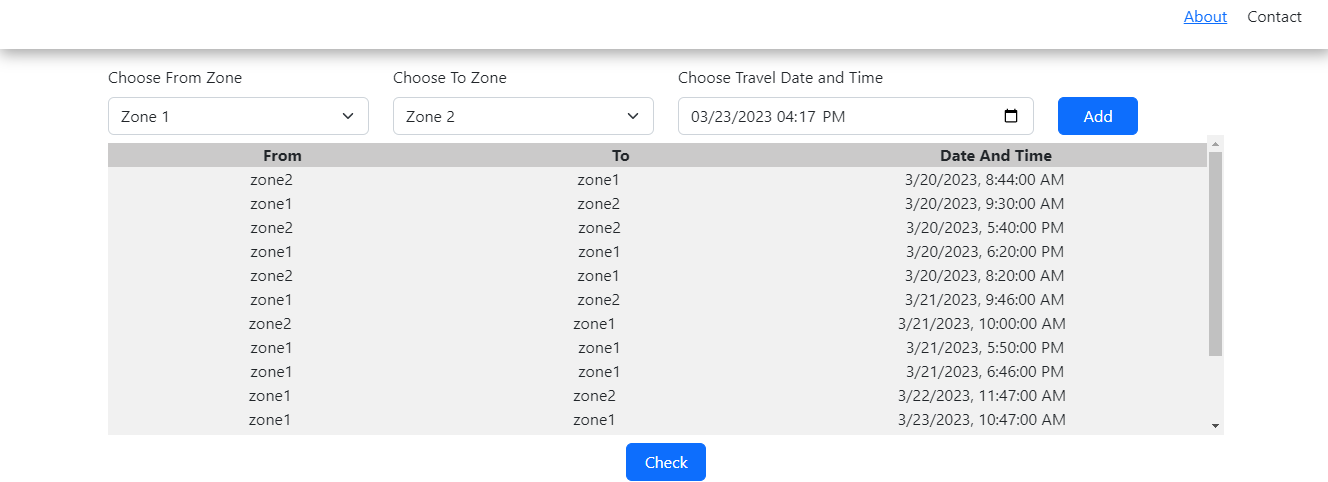 About Contact
Choose From Zone Choose To Zone Choose Travel Date and Time
Zone 1 Zone 2 03/23/2023 04:17 PM Add
From To Date And Time
zone2 zone1 3/20/2023, 8:44:00 AM
zone1 zone2 3/20/2023, 9:30:00 AM
zone2 zone2 3/20/2023, 5:40:00 PM
zone1 zone1 3/20/2023, 6:20:00 PM
zone2 zone1 3/20/2023, 8:20:00 AM
zone1 zone2 3/21/2023, 9:46:00 AM
zone2 zone1 3/21/2023, 10:00:00 AM
zone1 zone1 3/21/2023, 5:50:00 PM
zone1 zone1 3/21/2023, 6:46:00 PM
zone1 zone2 3/22/2023, 11:47:00 AM
zone1 zone1 3/23/2023, 10:47:00 AM
Check